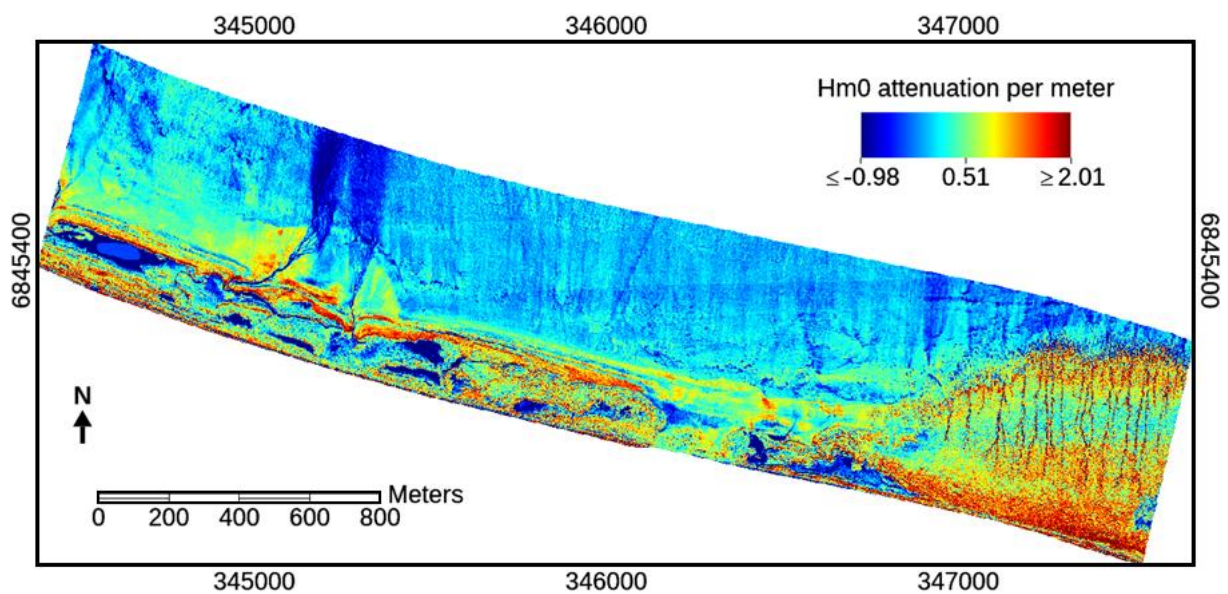 345000 346000 347000
Hm0 attenuation per meter
≤ -0.98 0.51 ≥ 2.01
6845400 6845400
N
Meters
0 200 400 600 800
345000 346000 347000